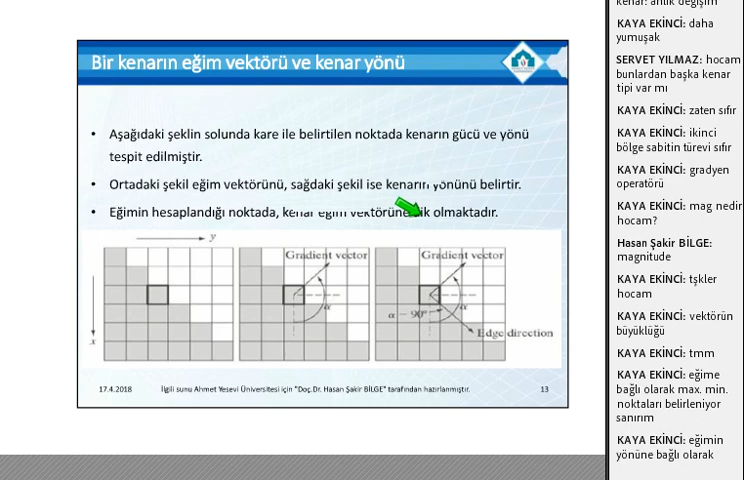 Bir kenarın eğim vektörü ve kenar yönü
• Aşağıdaki şeklin solunda kare ile belirtilen noktada kenarın gücü ve yönü
tespit edilmiştir.
• Ortadaki şekil eğim vektörünü, sağdaki şekil ise kenarın yönünü belirtir.
• Eğimin hesaplandığı noktada, kenar eğim vektörüne dik olmaktadır.
y
x
Gradient vector
α
Gradient vector
α
α − 90°
Edge direction
17.4.2018
İlgili sunu Ahmet Yesevi Üniversitesi için "Doç.Dr. Hasan Şakir BİLGE" tarafından hazırlanmıştır.
13
kenar: anlık değişim
KAYA EKİNCİ: daha
yumuşak
SERVET YILMAZ: hocam
bunlardan başka kenar
tipi var mı
KAYA EKİNCİ: zaten sıfır
KAYA EKİNCİ: ikinci
bölge sabitin türevi sıfır
KAYA EKİNCİ: gradyen
operatörü
KAYA EKİNCİ: mag nedir
hocam?
Hasan Şakir BİLGE:
magnitude
KAYA EKİNCİ: tşkler
hocam
KAYA EKİNCİ: vektörün
büyüklüğü
KAYA EKİNCİ: tmm
KAYA EKİNCİ: eğime
bağlı olarak max. min.
noktaları belirleniyor
sanırım
KAYA EKİNCİ: eğimin
yönüne bağlı olarak